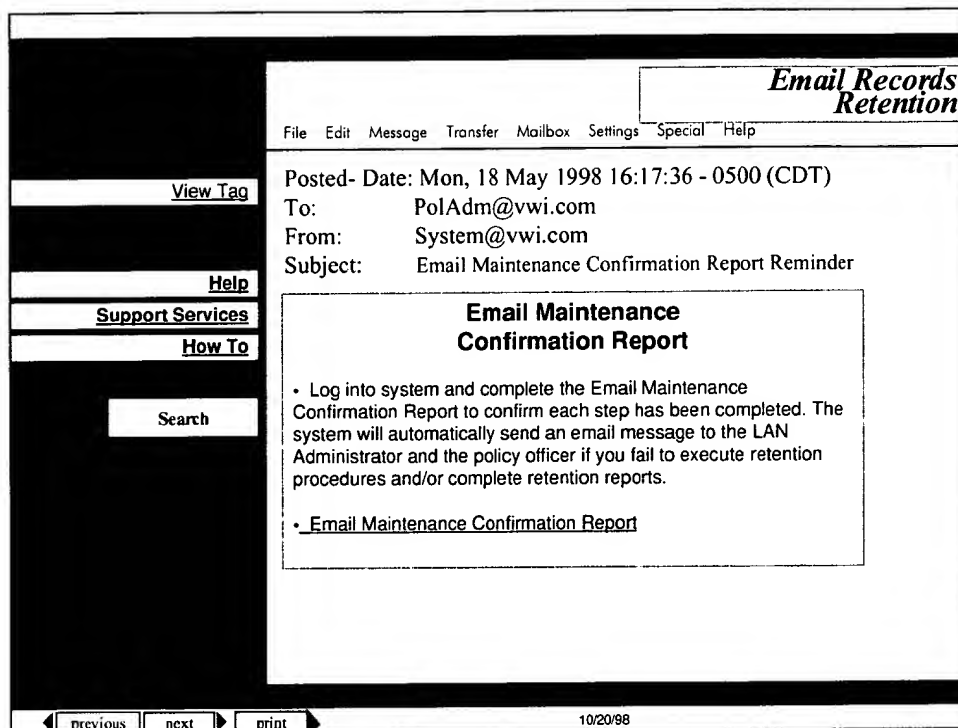 Email Records
Retention
File Edit Message Transfer Mailbox Settings Special Help
View Tag
Help
Support Services
How To
Search
Posted- Date: Mon, 18 May 1998 16:17:36 - 0500 (CDT)
To: PolAdm@vwi.com
From: System@vwi.com
Subject: Email Maintenance Confirmation Report Reminder
Email Maintenance
Confirmation Report
• Log into system and complete the Email Maintenance
Confirmation Report to confirm each step has been completed. The
system will automatically send an email message to the LAN
Administrator and the policy officer if you fail to execute retention
procedures and/or complete retention reports.
• Email Maintenance Confirmation Report
previous next print 10/20/98